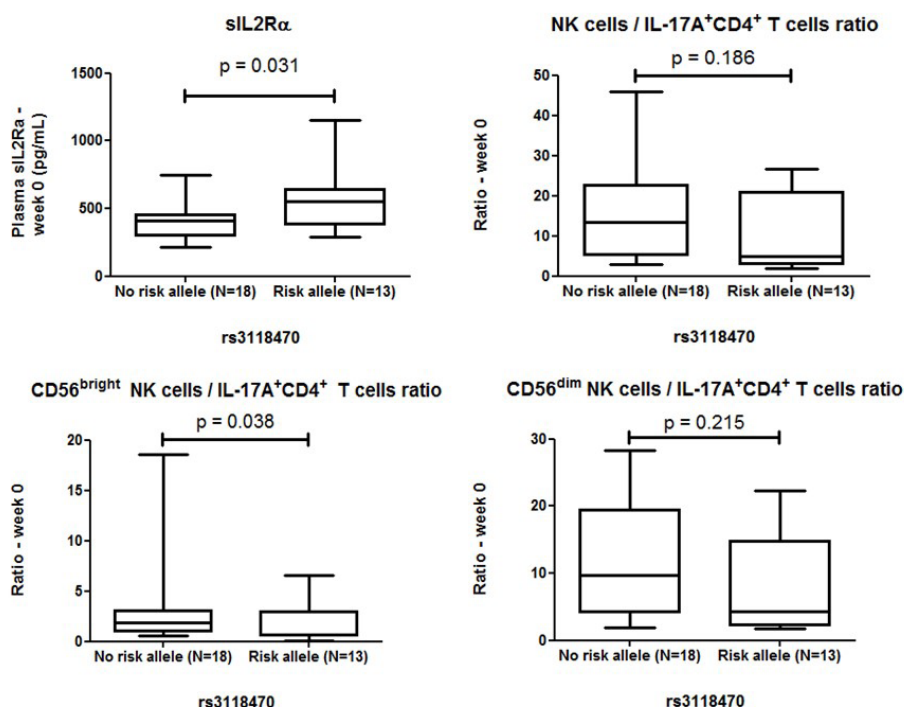 sIL2Rα
p = 0.031
Plasma sIL2Ra -
week 0 (pg/mL)
1500
1000
500
0
No risk allele (N=18) Risk allele (N=13)
rs3118470
NK cells / IL-17A⁺CD4⁺ T cells ratio
p = 0.186
Ratio - week 0
50
40
30
20
10
0
No risk allele (N=18) Risk allele (N=13)
rs3118470
CD56ᵇʳⁱᵍʰᵗ NK cells / IL-17A⁺CD4⁺ T cells ratio
p = 0.038
Ratio - week 0
20
15
10
5
0
No risk allele (N=18) Risk allele (N=13)
rs3118470
CD56ᵈⁱᵐ NK cells / IL-17A⁺CD4⁺ T cells ratio
p = 0.215
Ratio - week 0
30
20
10
0
No risk allele (N=18) Risk allele (N=13)
rs3118470